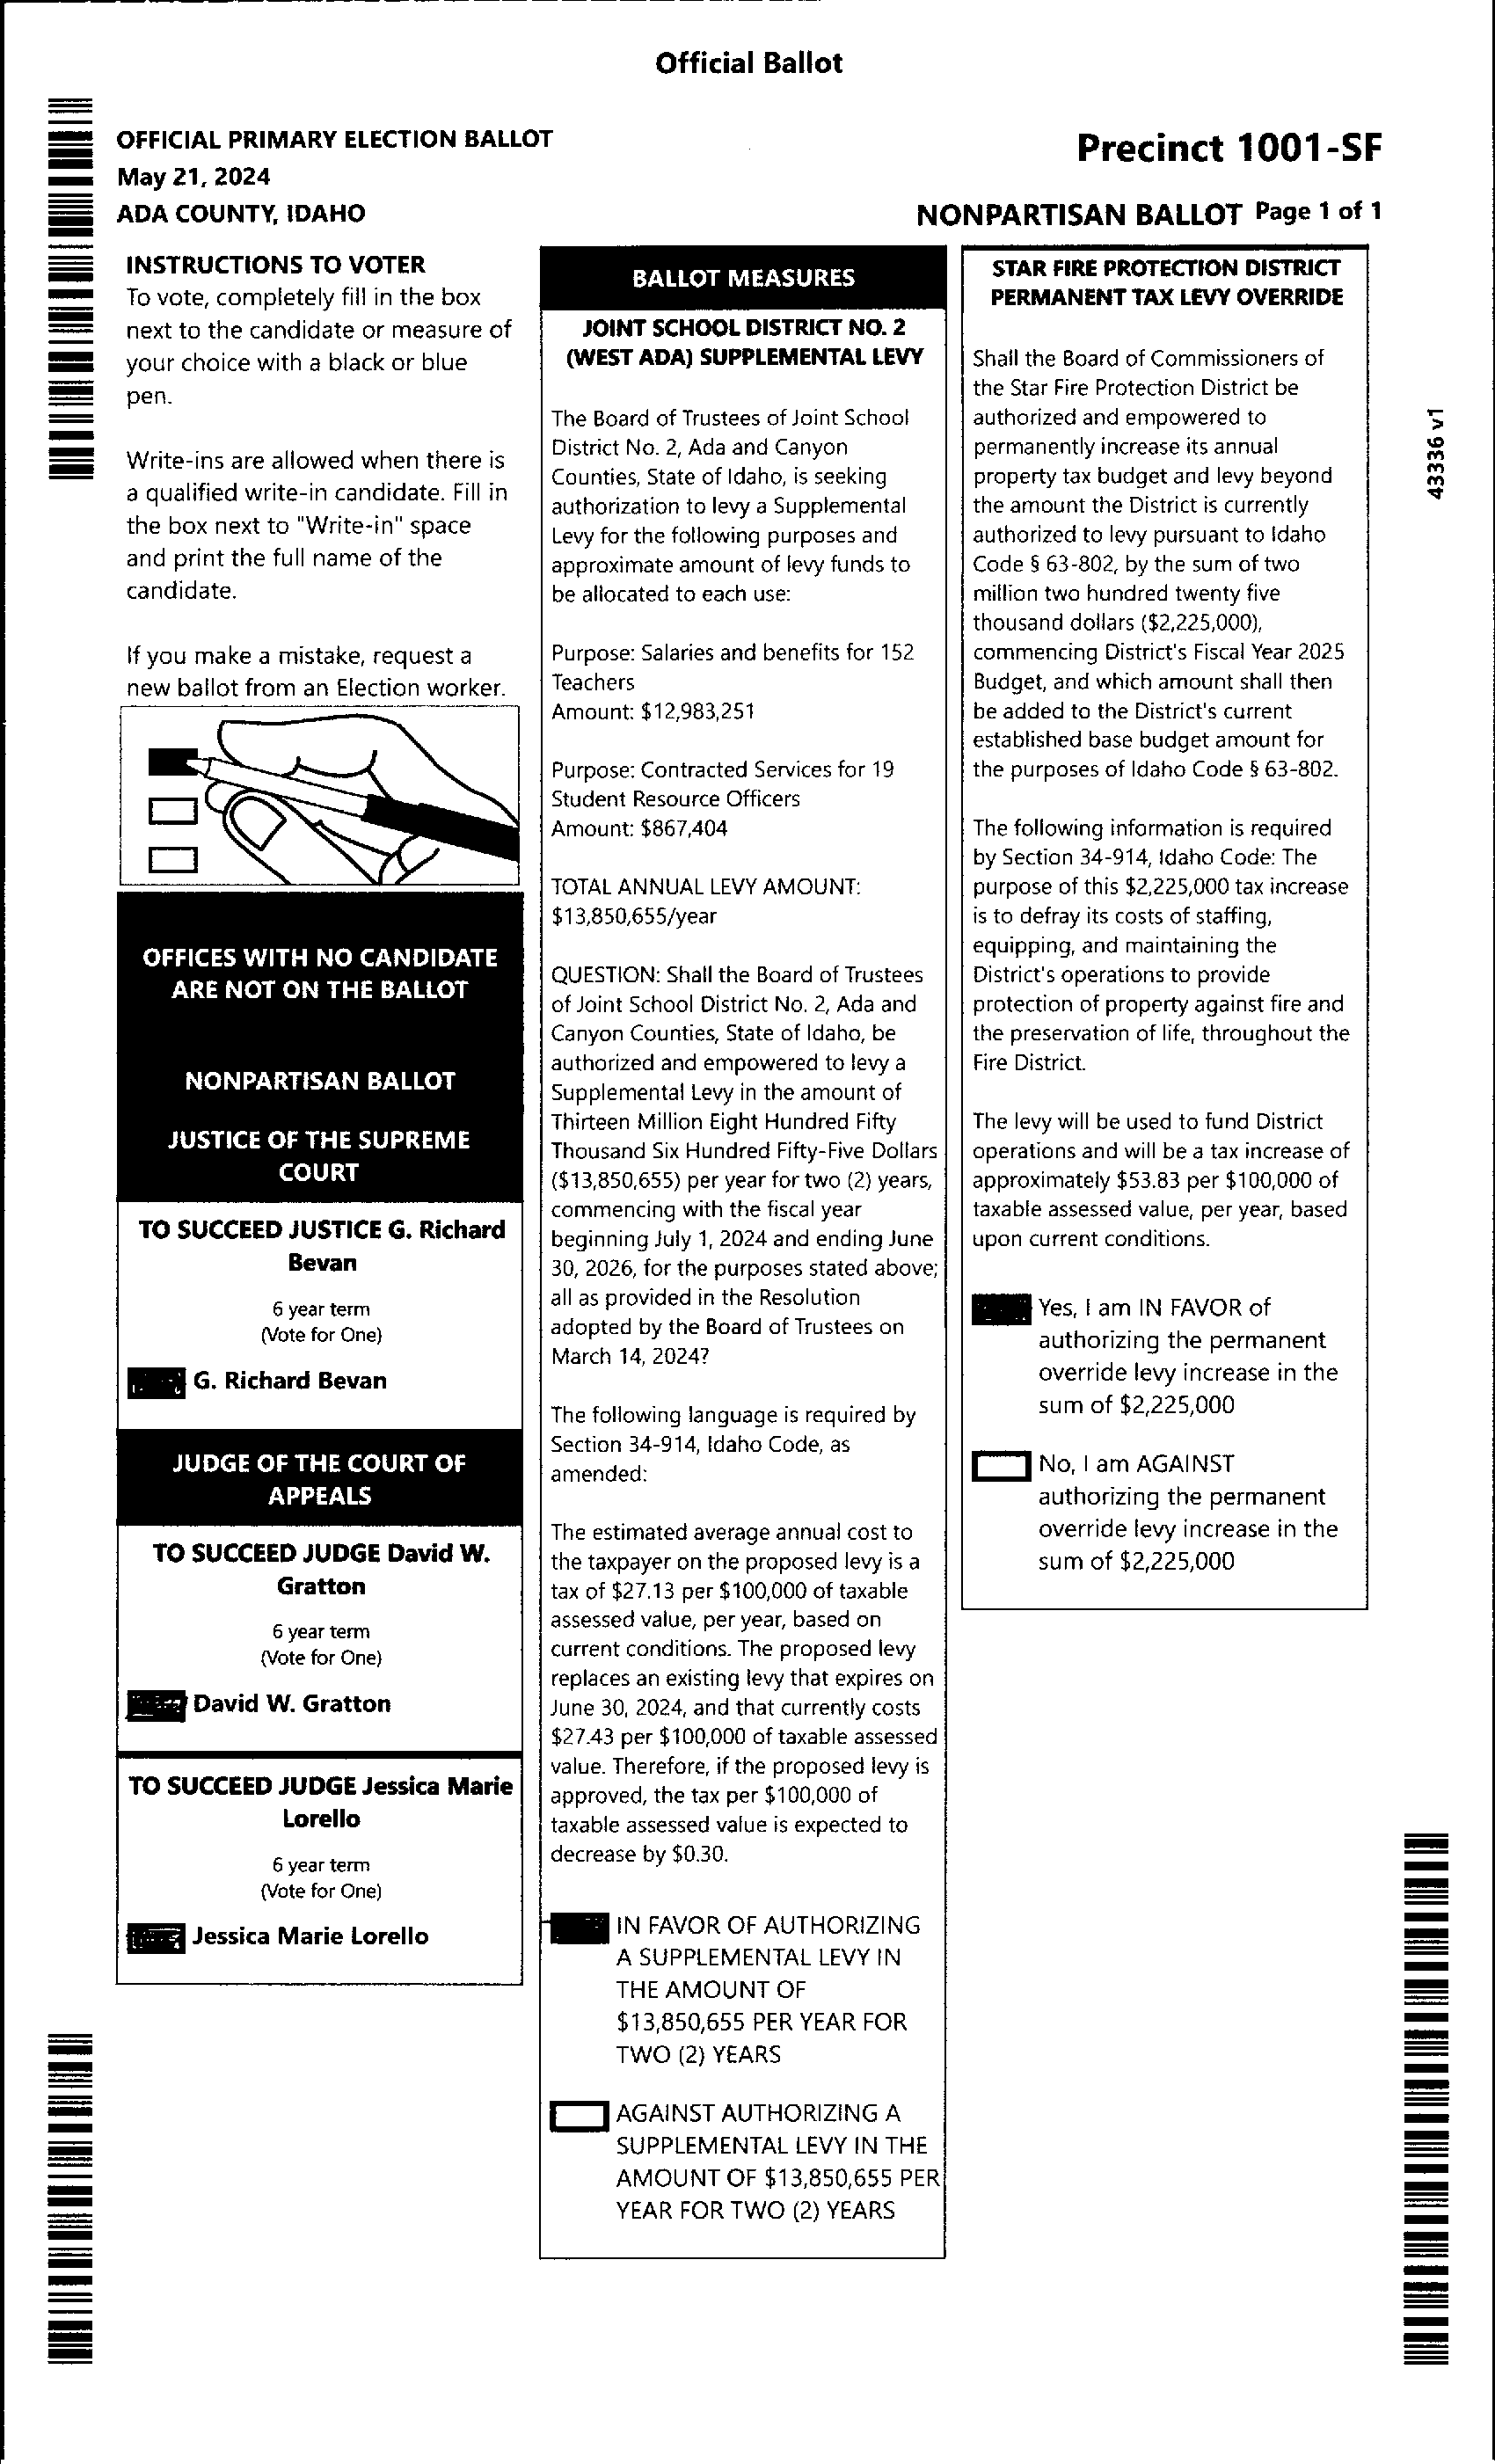 Official Ballot
OFFICIAL PRIMARY ELECTION BALLOT
May 21, 2024
ADA COUNTY, IDAHO
Precinct 1001-SF
NONPARTISAN BALLOT Page 1 of 1
INSTRUCTIONS TO VOTER
To vote, completely fill in the box
next to the candidate or measure of
your choice with a black or blue
pen.
Write-ins are allowed when there is
a qualified write-in candidate. Fill in
the box next to "Write-in" space
and print the full name of the
candidate.
If you make a mistake, request a
new ballot from an Election worker.
OFFICES WITH NO CANDIDATE
ARE NOT ON THE BALLOT
NONPARTISAN BALLOT
JUSTICE OF THE SUPREME
COURT
TO SUCCEED JUSTICE G. Richard
Bevan
6 year term
(Vote for One)
G. Richard Bevan
JUDGE OF THE COURT OF
APPEALS
TO SUCCEED JUDGE David W.
Gratton
6 year term
(Vote for One)
David W. Gratton
TO SUCCEED JUDGE Jessica Marie
Lorello
6 year term
(Vote for One)
Jessica Marie Lorello
BALLOT MEASURES
JOINT SCHOOL DISTRICT NO. 2
(WEST ADA) SUPPLEMENTAL LEVY
The Board of Trustees of Joint School
District No. 2, Ada and Canyon
Counties, State of Idaho, is seeking
authorization to levy a Supplemental
Levy for the following purposes and
approximate amount of levy funds to
be allocated to each use:
Purpose: Salaries and benefits for 152
Teachers
Amount: $12,983,251
Purpose: Contracted Services for 19
Student Resource Officers
Amount: $867,404
TOTAL ANNUAL LEVY AMOUNT:
$13,850,655/year
QUESTION: Shall the Board of Trustees
of Joint School District No. 2, Ada and
Canyon Counties, State of Idaho, be
authorized and empowered to levy a
Supplemental Levy in the amount of
Thirteen Million Eight Hundred Fifty
Thousand Six Hundred Fifty-Five Dollars
($13,850,655) per year for two (2) years,
commencing with the fiscal year
beginning July 1, 2024 and ending June
30, 2026, for the purposes stated above;
all as provided in the Resolution
adopted by the Board of Trustees on
March 14, 2024?
The following language is required by
Section 34-914, Idaho Code, as
amended:
The estimated average annual cost to
the taxpayer on the proposed levy is a
tax of $27.13 per $100,000 of taxable
assessed value, per year, based on
current conditions. The proposed levy
replaces an existing levy that expires on
June 30, 2024, and that currently costs
$27.43 per $100,000 of taxable assessed
value. Therefore, if the proposed levy is
approved, the tax per $100,000 of
taxable assessed value is expected to
decrease by $0.30.
IN FAVOR OF AUTHORIZING
A SUPPLEMENTAL LEVY IN
THE AMOUNT OF
$13,850,655 PER YEAR FOR
TWO (2) YEARS
AGAINST AUTHORIZING A
SUPPLEMENTAL LEVY IN THE
AMOUNT OF $13,850,655 PER
YEAR FOR TWO (2) YEARS
STAR FIRE PROTECTION DISTRICT
PERMANENT TAX LEVY OVERRIDE
Shall the Board of Commissioners of
the Star Fire Protection District be
authorized and empowered to
permanently increase its annual
property tax budget and levy beyond
the amount the District is currently
authorized to levy pursuant to Idaho
Code § 63-802, by the sum of two
million two hundred twenty five
thousand dollars ($2,225,000),
commencing District's Fiscal Year 2025
Budget, and which amount shall then
be added to the District's current
established base budget amount for
the purposes of Idaho Code § 63-802.
The following information is required
by Section 34-914, Idaho Code: The
purpose of this $2,225,000 tax increase
is to defray its costs of staffing,
equipping, and maintaining the
District's operations to provide
protection of property against fire and
the preservation of life, throughout the
Fire District.
The levy will be used to fund District
operations and will be a tax increase of
approximately $53.83 per $100,000 of
taxable assessed value, per year, based
upon current conditions.
Yes, I am IN FAVOR of
authorizing the permanent
override levy increase in the
sum of $2,225,000
No, I am AGAINST
authorizing the permanent
override levy increase in the
sum of $2,225,000
43336 v1